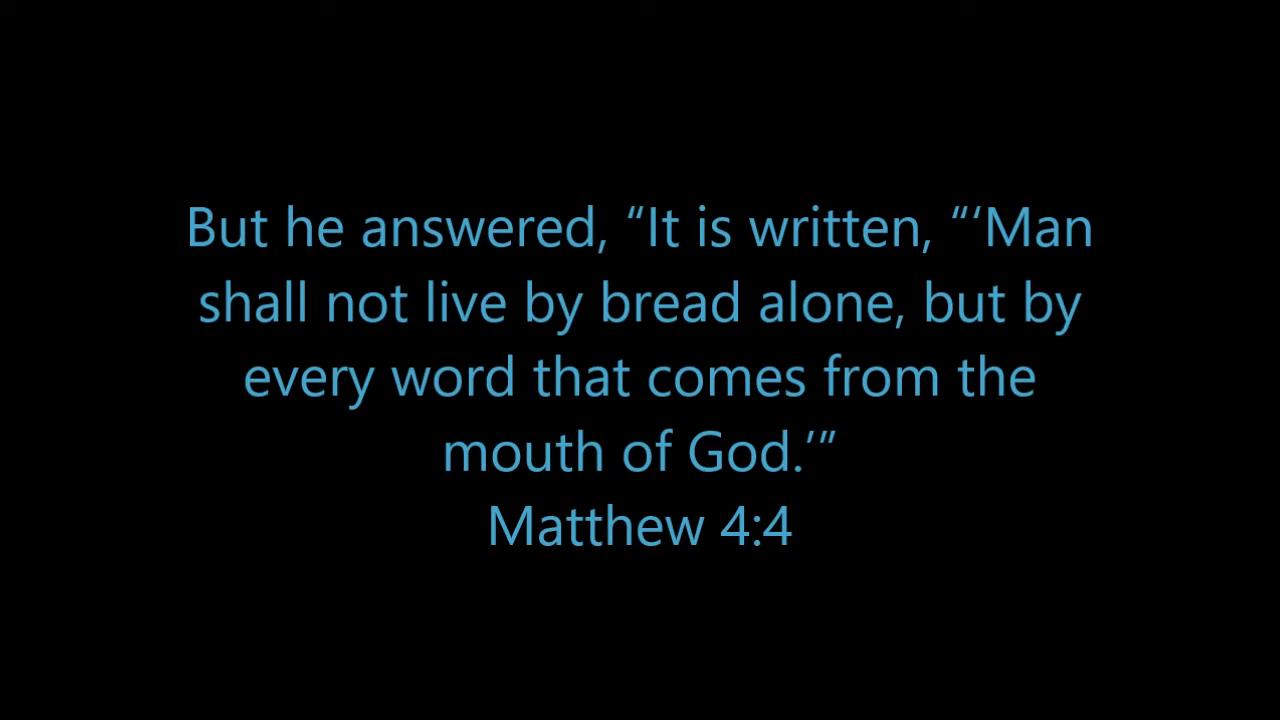 But he answered, “It is written, “‘Man
shall not live by bread alone, but by
every word that comes from the
mouth of God.’”
Matthew 4:4